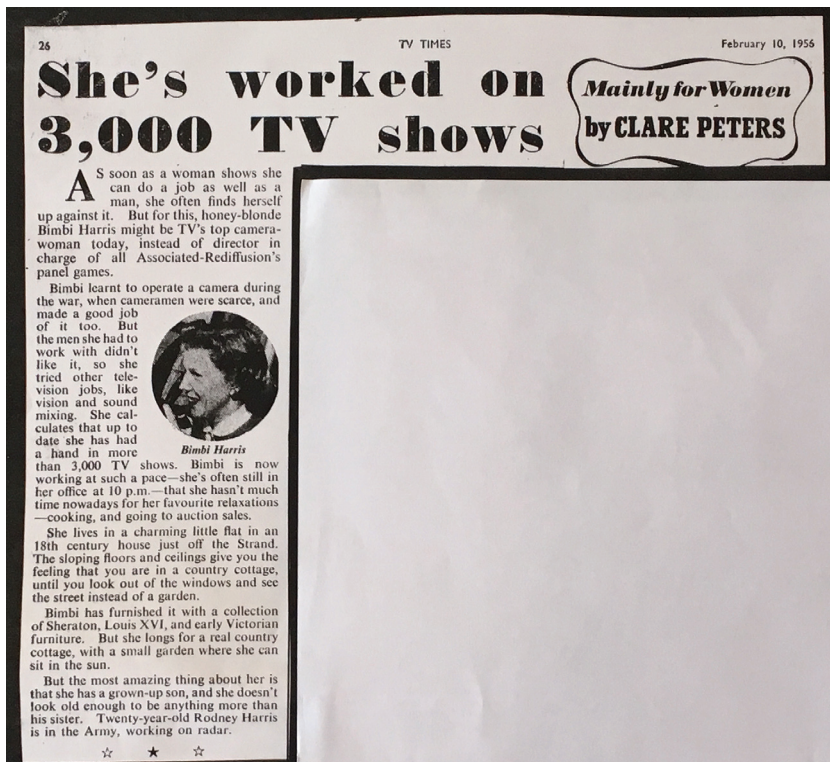 26
TV TIMES
February 10, 1956
She's worked on
3,000 TV shows
Mainly for Women
by CLARE PETERS
AS soon as a woman shows she
can do a job as well as a
man, she often finds herself
up against it. But for this, honey-blonde
Bimbi Harris might be TV's top camera-
woman today, instead of director in
charge of all Associated-Rediffusion's
panel games.
Bimbi learnt to operate a camera during
the war, when cameramen were scarce, and
made a good job
of it too. But
the men she had to
work with didn't
like it, so she
tried other tele-
vision jobs, like
vision and sound
mixing. She cal-
culates that up to
date she has had
a hand in more
Bimbi Harris
than 3,000 TV shows. Bimbi is now
working at such a pace—she's often still in
her office at 10 p.m.—that she hasn't much
time nowadays for her favourite relaxations
—cooking, and going to auction sales.
She lives in a charming little flat in an
18th century house just off the Strand.
The sloping floors and ceilings give you the
feeling that you are in a country cottage,
until you look out of the windows and see
the street instead of a garden.
Bimbi has furnished it with a collection
of Sheraton, Louis XVI, and early Victorian
furniture. But she longs for a real country
cottage, with a small garden where she can
sit in the sun.
But the most amazing thing about her is
that she has a grown-up son, and she doesn't
look old enough to be anything more than
his sister. Twenty-year-old Rodney Harris
is in the Army, working on radar.